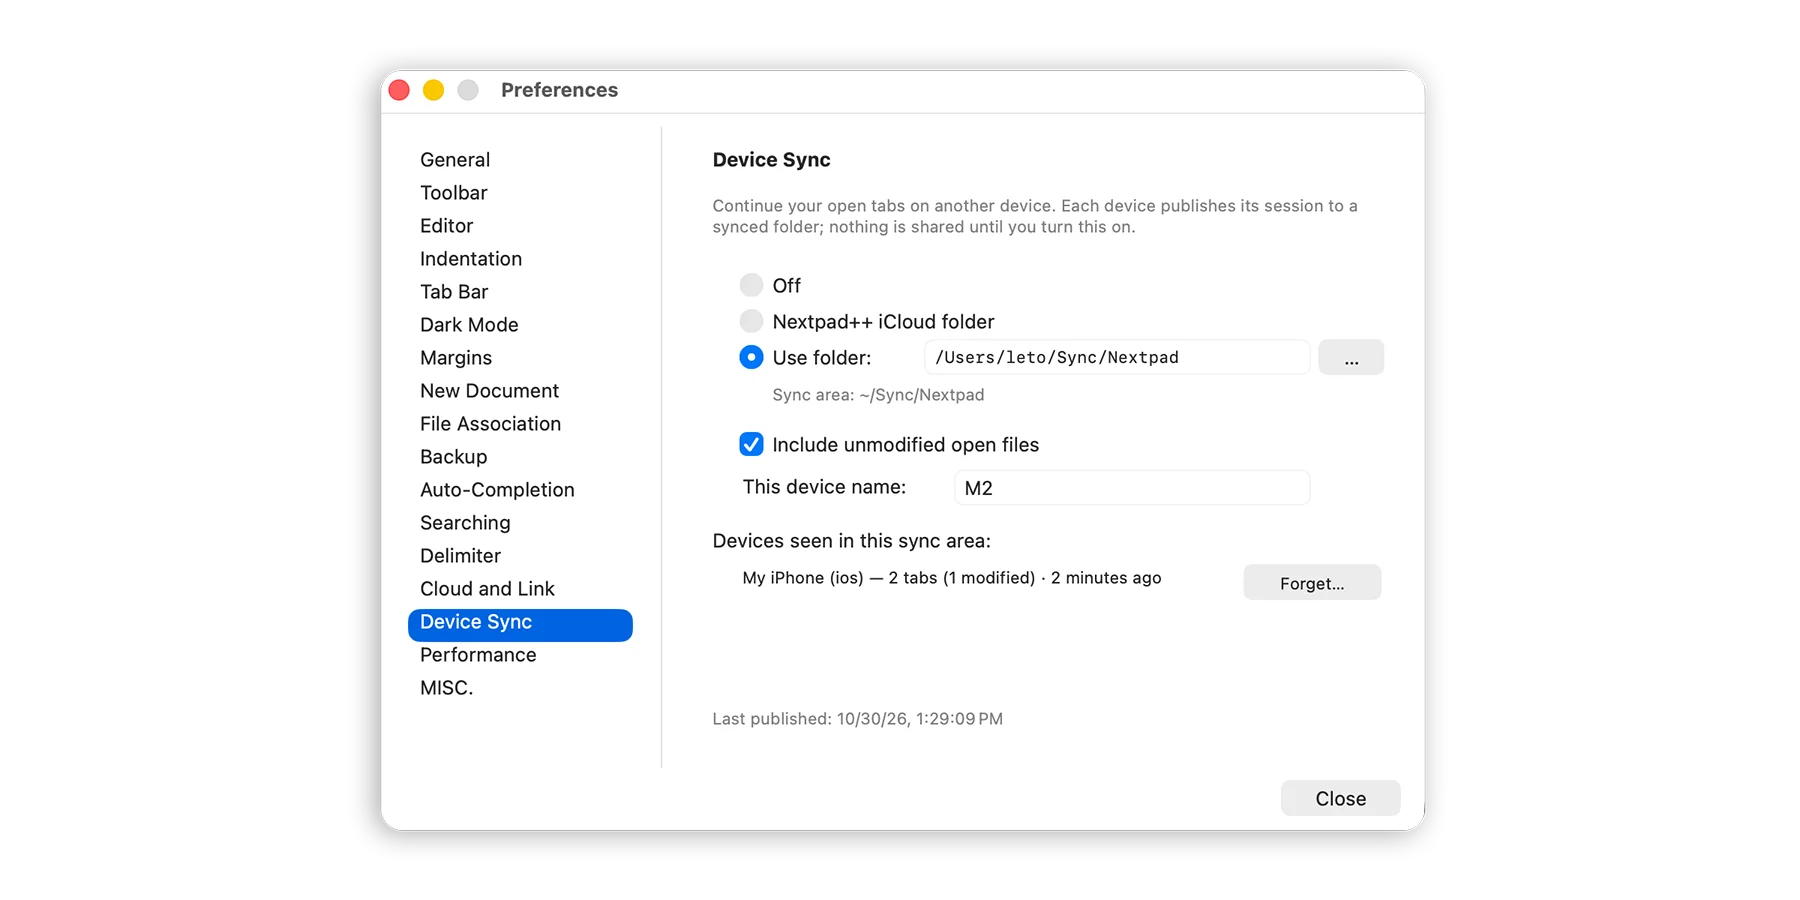 Preferences
General
Toolbar
Editor
Indentation
Tab Bar
Dark Mode
Margins
New Document
File Association
Backup
Auto-Completion
Searching
Delimiter
Cloud and Link
Device Sync
Performance
MISC.
Device Sync
Continue your open tabs on another device. Each device publishes its session to a
synced folder; nothing is shared until you turn this on.
Off
Nextpad++ iCloud folder
Use folder: /Users/leto/Sync/Nextpad ...
Sync area: ~/Sync/Nextpad
Include unmodified open files
This device name: M2
Devices seen in this sync area:
My iPhone (ios) — 2 tabs (1 modified) · 2 minutes ago Forget...
Last published: 10/30/26, 1:29:09 PM
Close